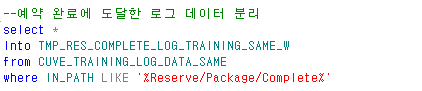 --예약 완료에 도달한 로그 데이터 분리
select *
Into TMP_RES_COMPLETE_LOG_TRAINING_SAME_W
from CUVE_TRAINING_LOG_DATA_SAME
where IN_PATH LIKE '%Reserve/Package/Complete%'